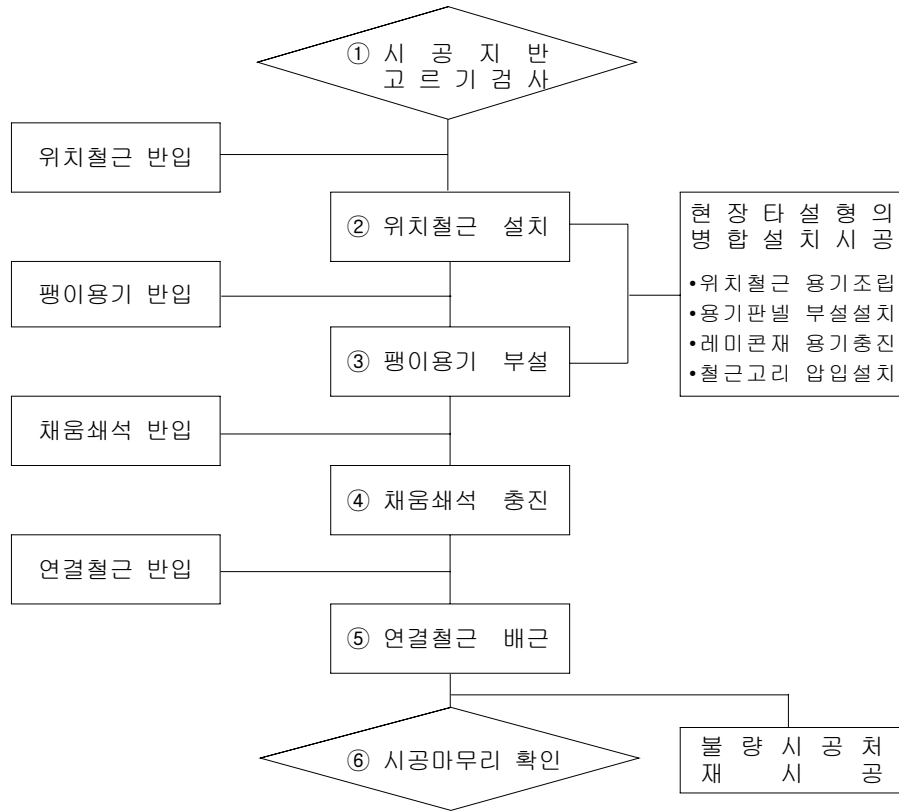 ① 시 공 지 반
고 르 기 검 사
위치철근 반입
② 위치철근 설치
현 장 타 설 형 의
병 합 설 치 시 공
•위치철근 용기조립
•용기판넬 부설설치
•레미콘재 용기충진
•철근고리 압입설치
팽이용기 반입
③ 팽이용기 부설
채움쇄석 반입
④ 채움쇄석 충진
연결철근 반입
⑤ 연결철근 배근
⑥ 시공마무리 확인
불 량 시 공 처
재 시 공